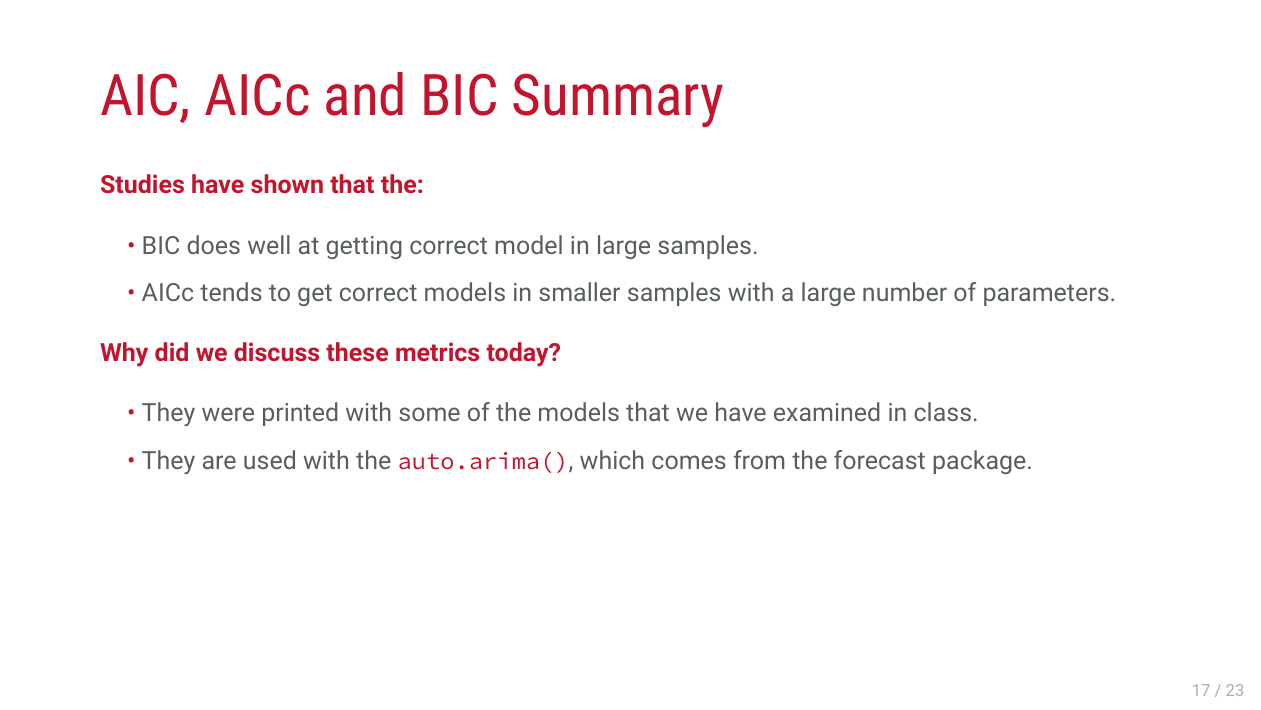 AIC, AICc and BIC Summary
Studies have shown that the:
• BIC does well at getting correct model in large samples.
• AICc tends to get correct models in smaller samples with a large number of parameters.
Why did we discuss these metrics today?
• They were printed with some of the models that we have examined in class.
• They are used with the auto.arima(), which comes from the forecast package.
17 / 23